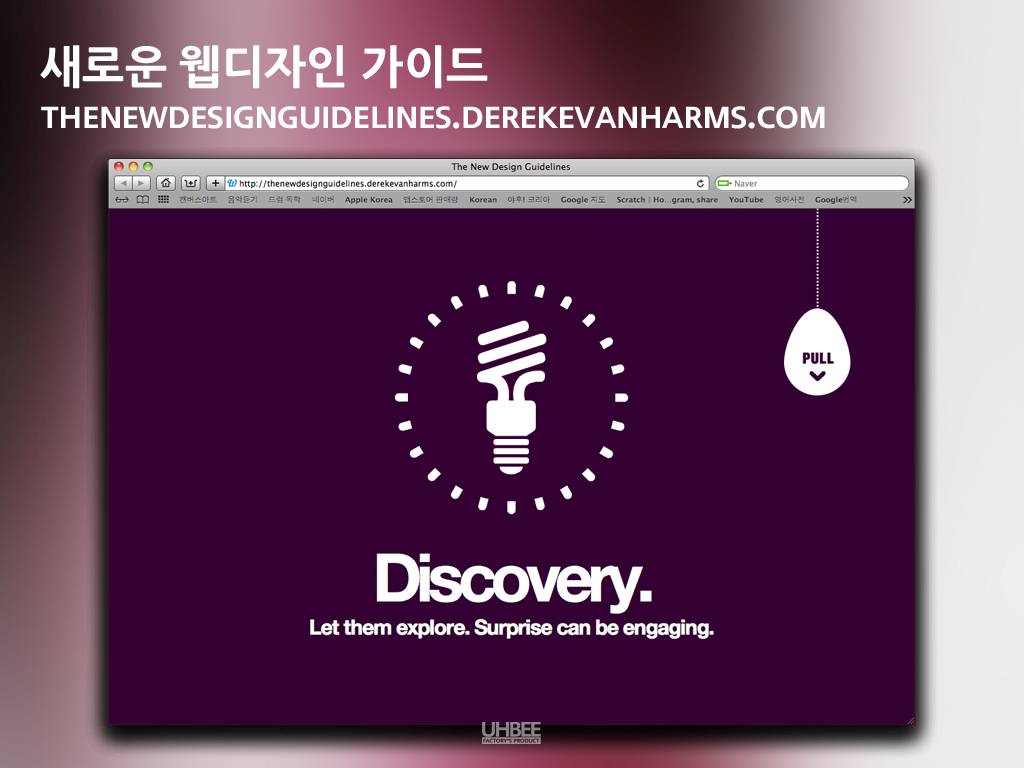 새로운 웹디자인 가이드
THENEWDESIGNGUIDELINES.DEREKEVANHARMS.COM
The New Design Guidelines
http://thenewdesignguidelines.derekevanharms.com/
Naver
캔버스아트 음악듣기 드럼 독학 네이버 Apple Korea 앱스토어 판매량 Korean 야후! 코리아 Google 지도 Scratch | Ho...gram, share YouTube 영어사전 Google번역
PULL
Discovery.
Let them explore. Surprise can be engaging.
UHBEE
FACTORY'S PRODUCT